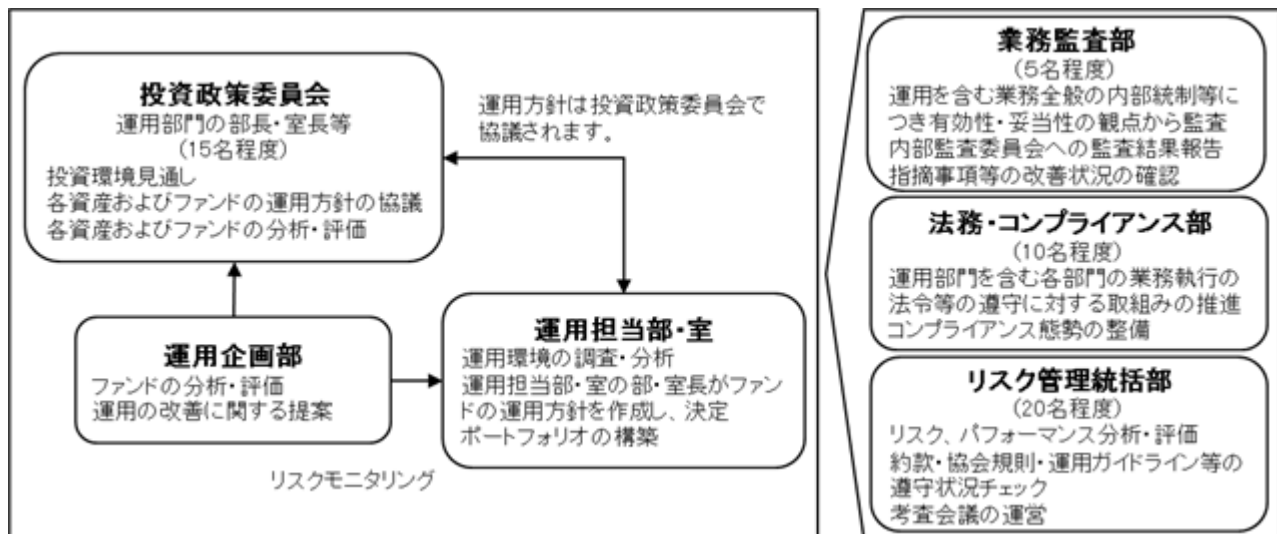 投資政策委員会
運用部門の部長・室長等
(15名程度)
投資環境見通し
各資産およびファンドの運用方針の協議
各資産およびファンドの分析・評価
運用方針は投資政策委員会で
協議されます。
運用企画部
ファンドの分析・評価
運用の改善に関する提案
運用担当部・室
運用環境の調査・分析
運用担当部・室の部・室長がファン
ドの運用方針を作成し、決定
ポートフォリオの構築
リスクモニタリング
業務監査部
(5名程度)
運用を含む業務全般の内部統制等に
つき有効性・妥当性の観点から監査
内部監査委員会への監査結果報告
指摘事項等の改善状況の確認
法務・コンプライアンス部
(10名程度)
運用部門を含む各部門の業務執行の
法令等の遵守に対する取組みの推進
コンプライアンス態勢の整備
リスク管理統括部
(20名程度)
リスク、パフォーマンス分析・評価
約款・協会規則・運用ガイドライン等の
遵守状況チェック
考査会議の運営